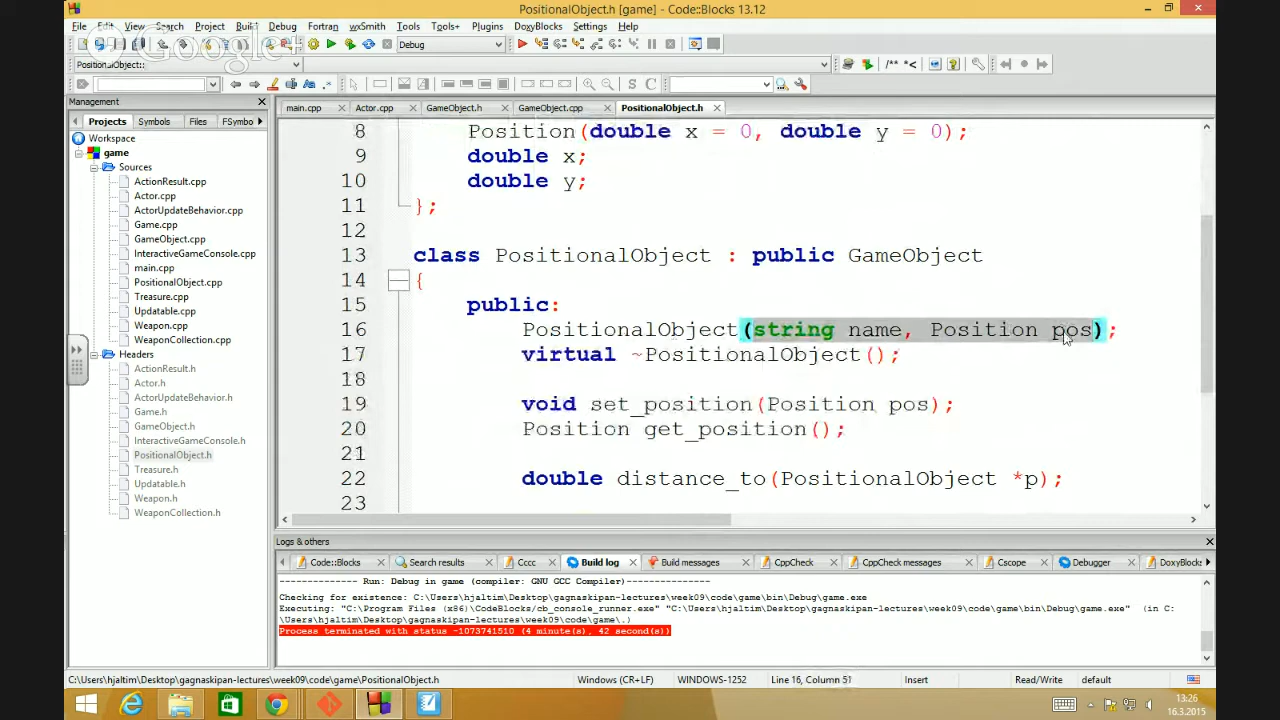 PositionalObject.h [game] - Code::Blocks 13.12
File Edit View Search Project Build Debug Fortran wxSmith Tools Tools+ Plugins DoxyBlocks Settings Help
Google+
Debug
PositionalObject::
/** *<
S C
Management
main.cpp Actor.cpp GameObject.h GameObject.cpp PositionalObject.h
Projects Symbols Files FSymbo
Workspace
game
Sources
ActionResult.cpp
Actor.cpp
ActorUpdateBehavior.cpp
Game.cpp
GameObject.cpp
InteractiveGameConsole.cpp
main.cpp
PositionalObject.cpp
Treasure.cpp
Updatable.cpp
Weapon.cpp
WeaponCollection.cpp
Headers
ActionResult.h
Actor.h
ActorUpdateBehavior.h
Game.h
GameObject.h
InteractiveGameConsole.h
PositionalObject.h
Treasure.h
Updatable.h
Weapon.h
WeaponCollection.h
8 Position(double x = 0, double y = 0);
9 double x;
10 double y;
11 };
12
13 class PositionalObject : public GameObject
14 {
15 public:
16 PositionalObject(string name, Position pos);
17 virtual ~PositionalObject();
18
19 void set_position(Position pos);
20 Position get_position();
21
22 double distance_to(PositionalObject *p);
23
Logs & others
Code::Blocks Search results Cccc Build log Build messages CppCheck CppCheck messages Cscope Debugger DoxyBlocks
-------------- Run: Debug in game (compiler: GNU GCC Compiler)---------------
Checking for existence: C:\Users\hjaltim\Desktop\gagnaskipan-lectures\week09\code\game\bin\Debug\game.exe
Executing: "C:\Program Files (x86)\CodeBlocks/cb_console_runner.exe" "C:\Users\hjaltim\Desktop\gagnaskipan-lectures\week09\code\game\bin\Debug\game.exe" (in C:
\Users\hjaltim\Desktop\gagnaskipan-lectures\week09\code\game\.)
Process terminated with status -1073741510 (4 minute(s), 42 second(s))
C:\Users\hjaltim\Desktop\gagnaskipan-lectures\week09\code\game\PositionalObject.h Windows (CR+LF) WINDOWS-1252 Line 16, Column 51 Insert Read/Write default
13:26
16.3.2015